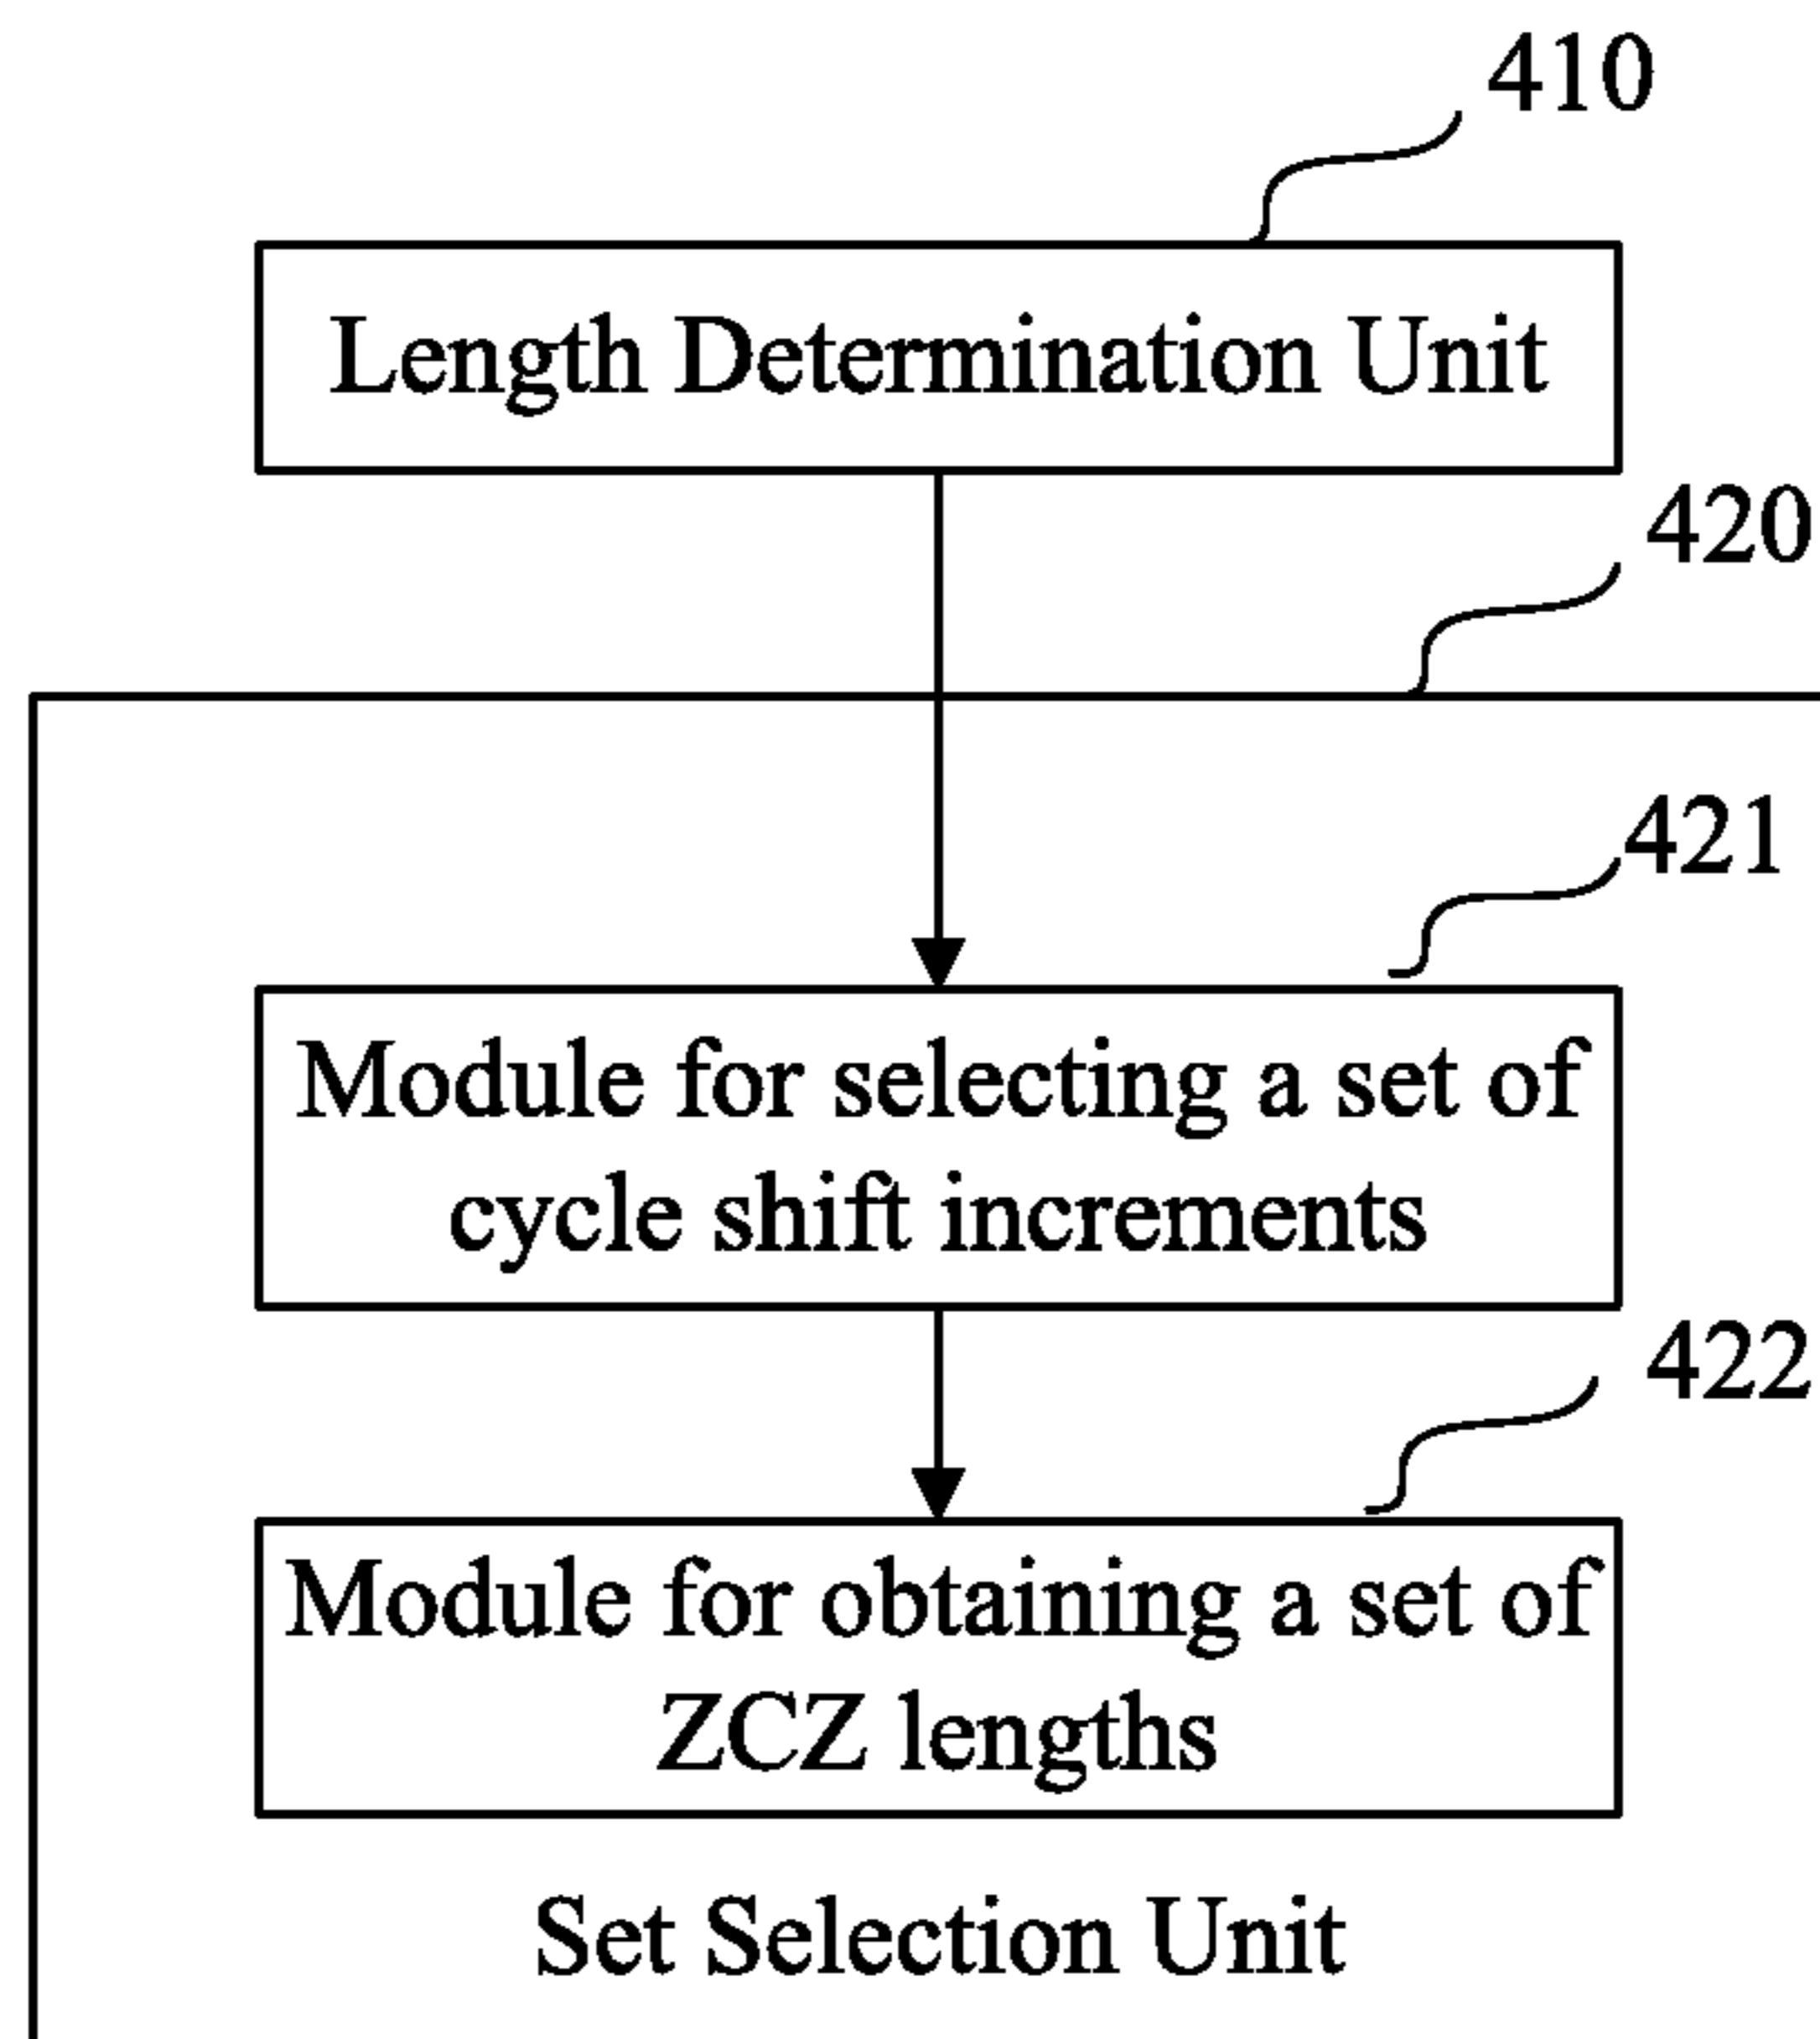 410
Length Determination Unit
420
421
Module for selecting a set of
cycle shift increments
422
Module for obtaining a set of
ZCZ lengths
Set Selection Unit